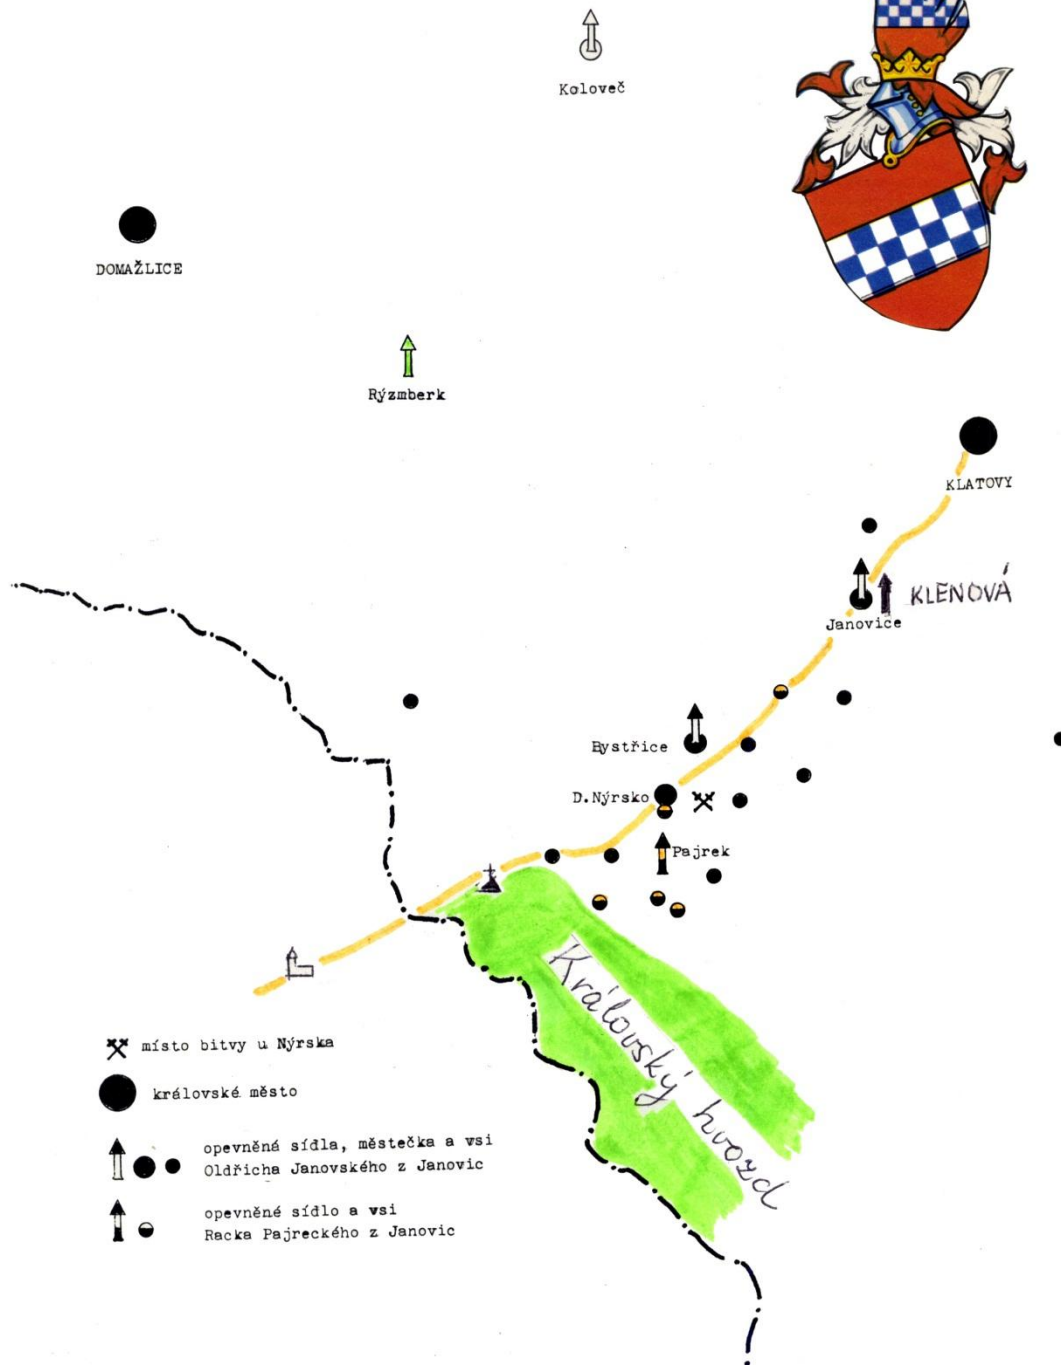 Koloveč
DOMAŽLICE
Rýzmberk
KLATOVY
KLENOVÁ
Janovice
Bystřice
D.Nýrsko
Pajrek
Královský hvozd
místo bitvy u Nýrska
královské město
opevněná sídla, městečka a vsi
Oldřicha Janovského z Janovic
opevněné sídlo a vsi
Racka Pajreckého z Janovic